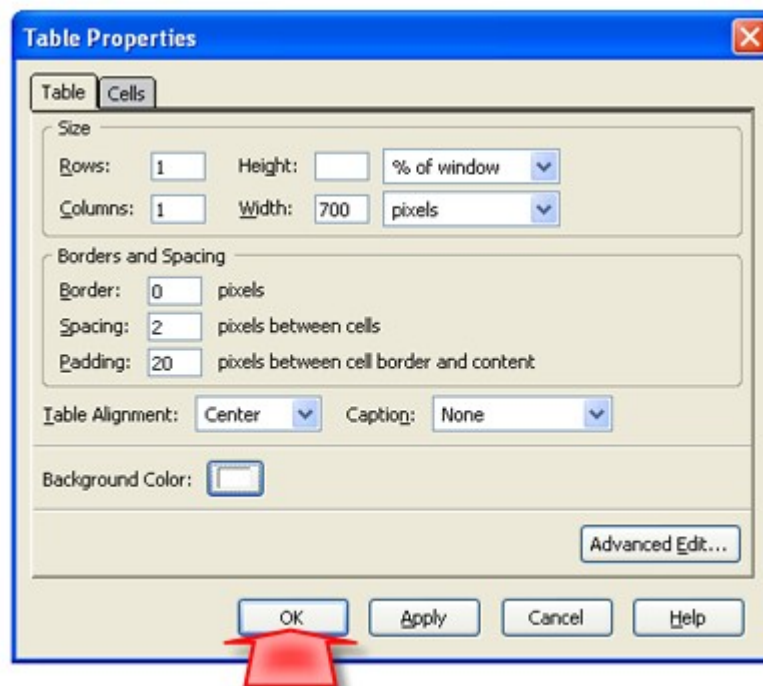 Table Properties
Table Cells
Size
Rows: 1 Height: % of window
Columns: 1 Width: 700 pixels
Borders and Spacing
Border: 0 pixels
Spacing: 2 pixels between cells
Padding: 20 pixels between cell border and content
Table Alignment: Center Caption: None
Background Color:
Advanced Edit...
OK Apply Cancel Help